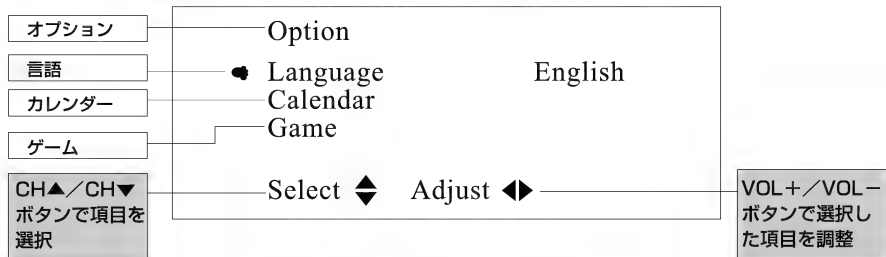 オプション
言語
カレンダー
ゲーム
CH▲／CH▼
ボタンで項目を
選択
Option
Language English
Calendar
Game
Select Adjust
VOL＋／VOL－
ボタンで選択し
た項目を調整